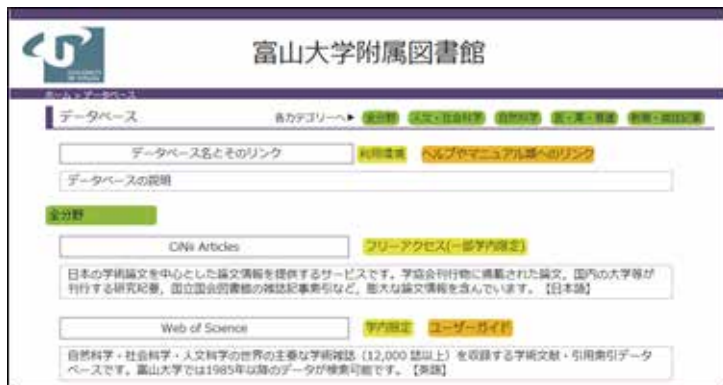 富山大学附属図書館
ホーム > データベース
データベース 各カテゴリーへ▶ 全分野 人文・社会科学 自然科学 医・薬・看護 新聞・雑誌記事
データベース名とそのリンク 利用環境 ヘルプやマニュアル類へのリンク
データベースの説明
全分野
CiNii Articles フリーアクセス(一部学内限定)
日本の学術論文を中心とした論文情報を提供するサービスです。学協会刊行物に掲載された論文，国内の大学等が
刊行する研究紀要，国立国会図書館の雑誌記事索引など，膨大な論文情報を含んでいます。【日本語】
Web of Science 学内限定 ユーザーガイド
自然科学・社会科学・人文科学の世界の主要な学術雑誌（12,000 誌以上）を収録する学術文献・引用索引データ
ベースです。富山大学では1985年以降のデータが検索可能です。【英語】